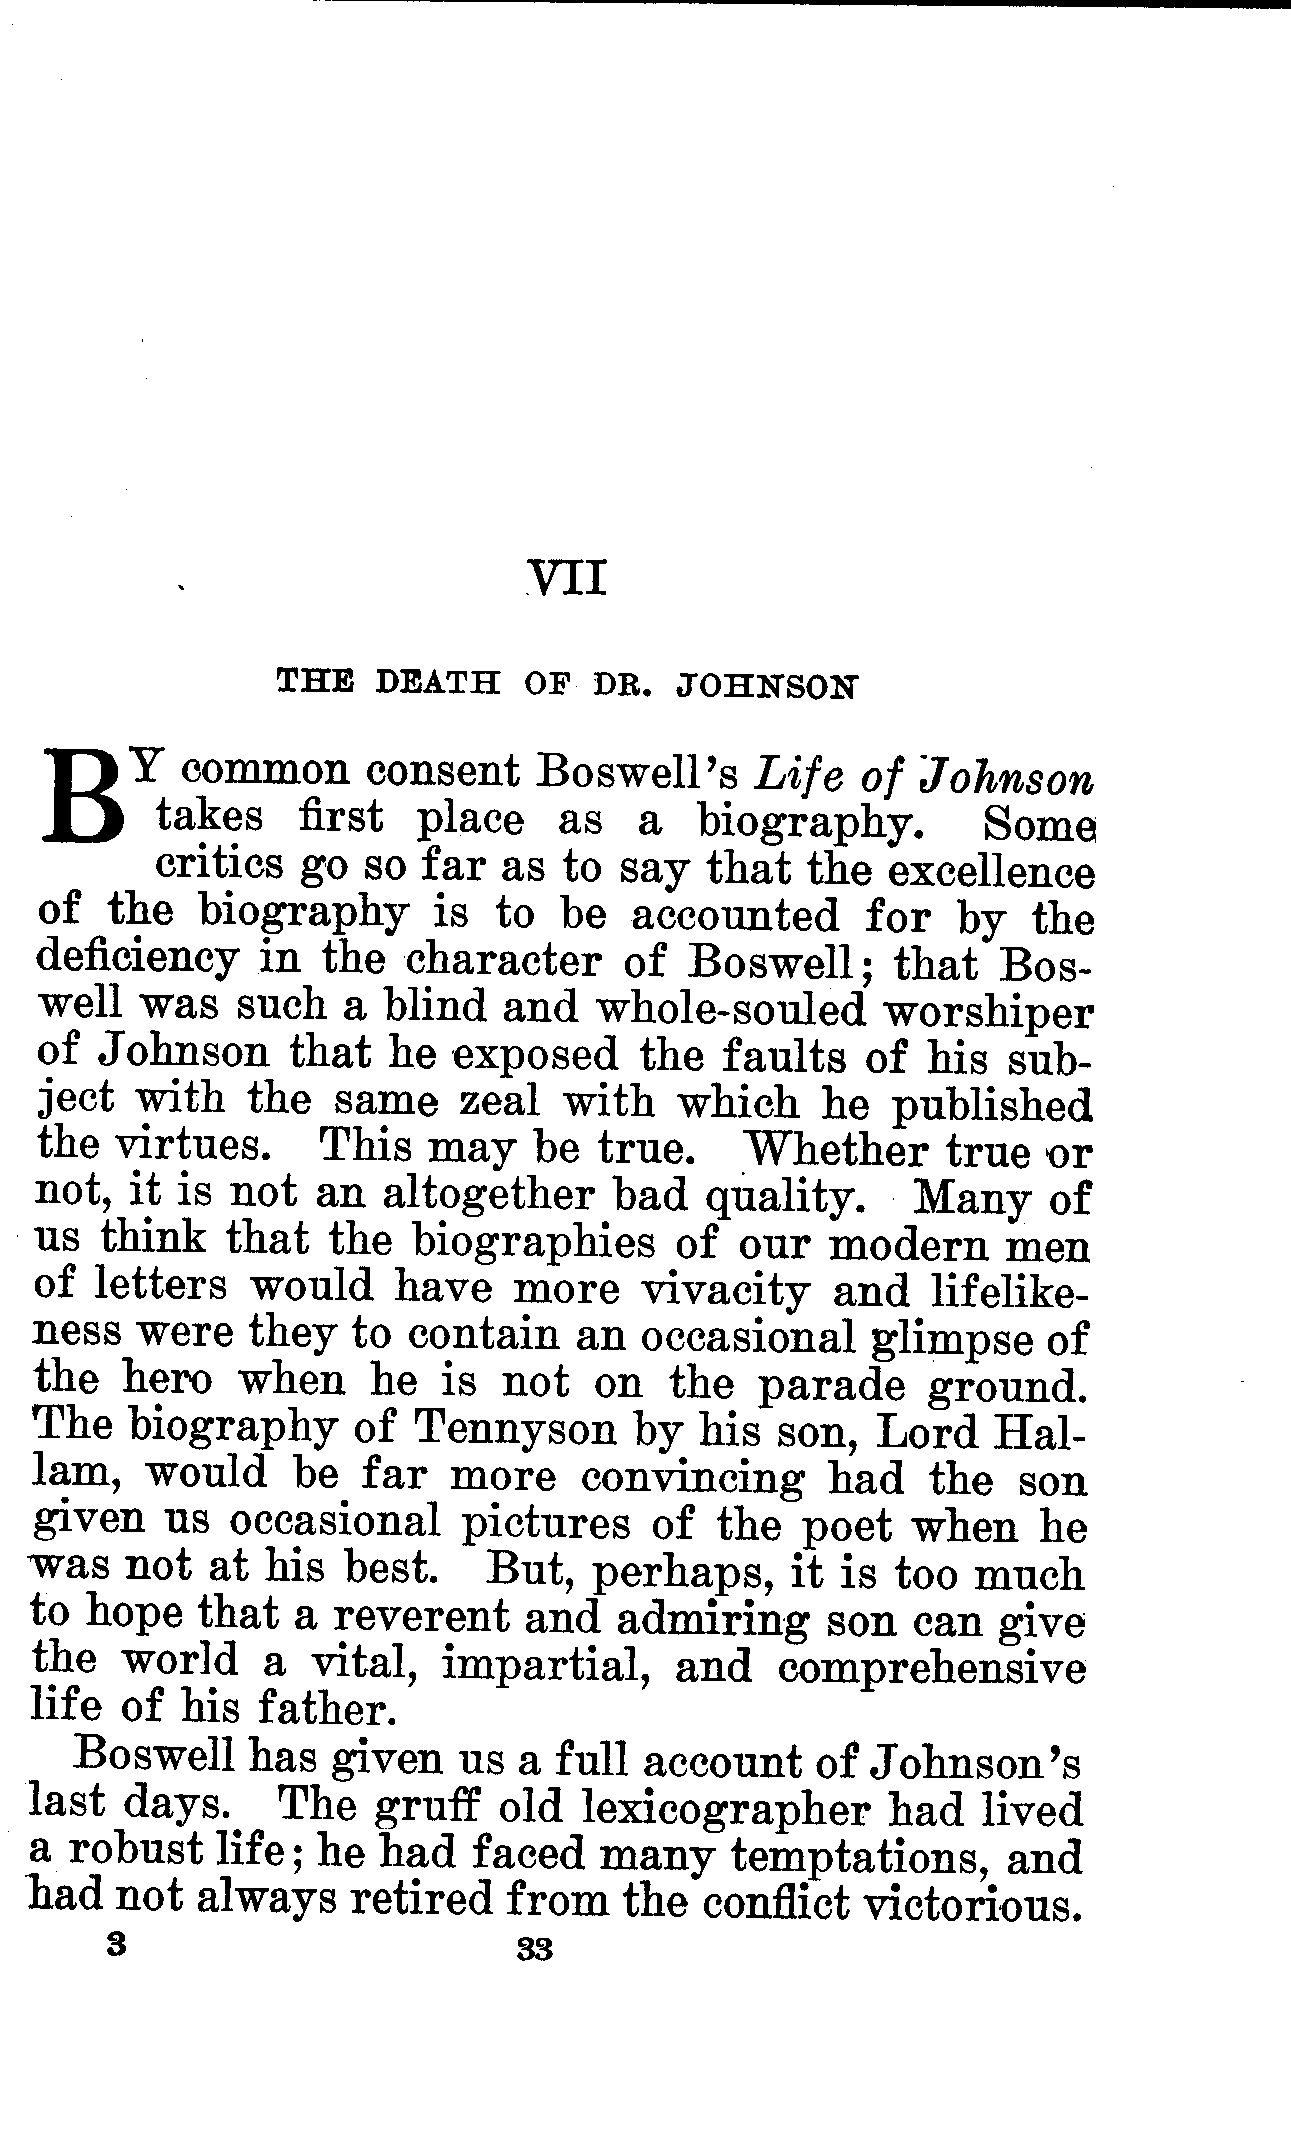 VII
THE DEATH OF DR. JOHNSON
BY common consent Boswell's Life of Johnson
takes first place as a biography. Some
critics go so far as to say that the excellence
of the biography is to be accounted for by the
deficiency in the character of Boswell; that Bos-
well was such a blind and whole-souled worshiper
of Johnson that he exposed the faults of his sub-
ject with the same zeal with which he published
the virtues. This may be true. Whether true or
not, it is not an altogether bad quality. Many of
us think that the biographies of our modern men
of letters would have more vivacity and lifelike-
ness were they to contain an occasional glimpse of
the hero when he is not on the parade ground.
The biography of Tennyson by his son, Lord Hal-
lam, would be far more convincing had the son
given us occasional pictures of the poet when he
was not at his best. But, perhaps, it is too much
to hope that a reverent and admiring son can give
the world a vital, impartial, and comprehensive
life of his father.
Boswell has given us a full account of Johnson's
last days. The gruff old lexicographer had lived
a robust life; he had faced many temptations, and
had not always retired from the conflict victorious.
3 33